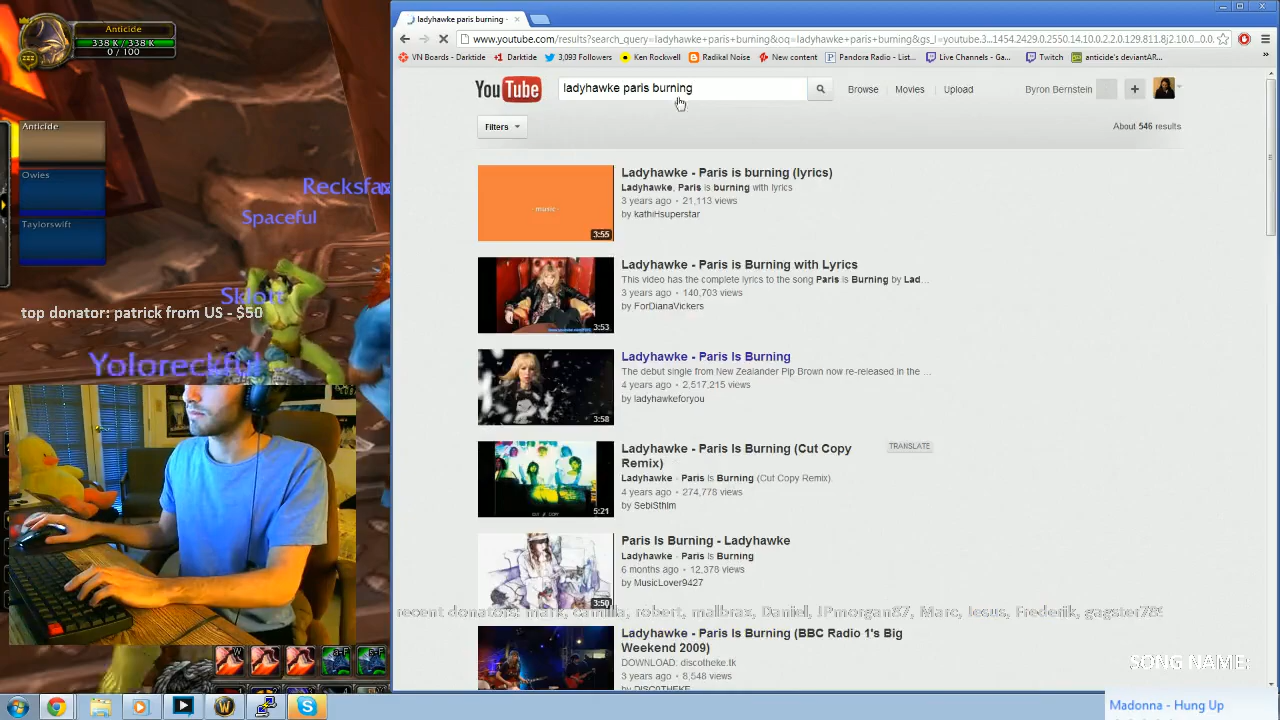 Anticide
338 K / 338 K
0 / 100
zzz
Anticide
Owies
Taylorswift
Spaceful
Sklott
top donator: patrick from US - $50
Yoloreckful
ladyhawke paris burning -
www.youtube.com/results?search_query=ladyhawke+paris+burning&oq=ladyhawke+paris+burning&gs_l=youtube.3...1454.2429.0.2550.14.10.0.2.2.0.129.811.8j2.10.0...0.0.
VN Boards - Darktide
Darktide
3,093 Followers
Ken Rockwell
Radikal Noise
New content
Pandora Radio - List...
Live Channels - Ga...
Twitch
anticide's deviantAR...
YouTube
ladyhawke paris burning
Browse
Movies
Upload
Byron Bernstein
Filters
About 546 results
Ladyhawke - Paris is burning (lyrics)
Ladyhawke, Paris is burning with lyrics
3 years ago • 21,113 views
by kathiHsuperstar
- music -
3:55
Ladyhawke - Paris is Burning with Lyrics
This video has the complete lyrics to the song Paris is Burning by Lad...
3 years ago • 140,703 views
by ForDianaVickers
3:53
Ladyhawke - Paris Is Burning
The debut single from New Zealander Pip Brown now re-released in the ...
4 years ago • 2,517,215 views
by ladyhawkeforyou
3:58
Ladyhawke - Paris Is Burning (Cut Copy
Remix)
TRANSLATE
Ladyhawke - Paris Is Burning (Cut Copy Remix).
4 years ago • 274,778 views
by SebiSthlm
CUT COPY
5:21
Paris Is Burning - Ladyhawke
Ladyhawke - Paris Is Burning
6 months ago • 12,378 views
by MusicLover9427
3:50
recent donators: mark, camilla, robert, malbrax, Daniel, JPmorgan87, Marc, Jesus, Frederik, gagster785
Ladyhawke - Paris Is Burning (BBC Radio 1's Big
Weekend 2009)
DOWNLOAD: discotheke.tk
3 years ago • 8,548 views
by DISC0THEKE
SONG NAME:
Madonna - Hung Up